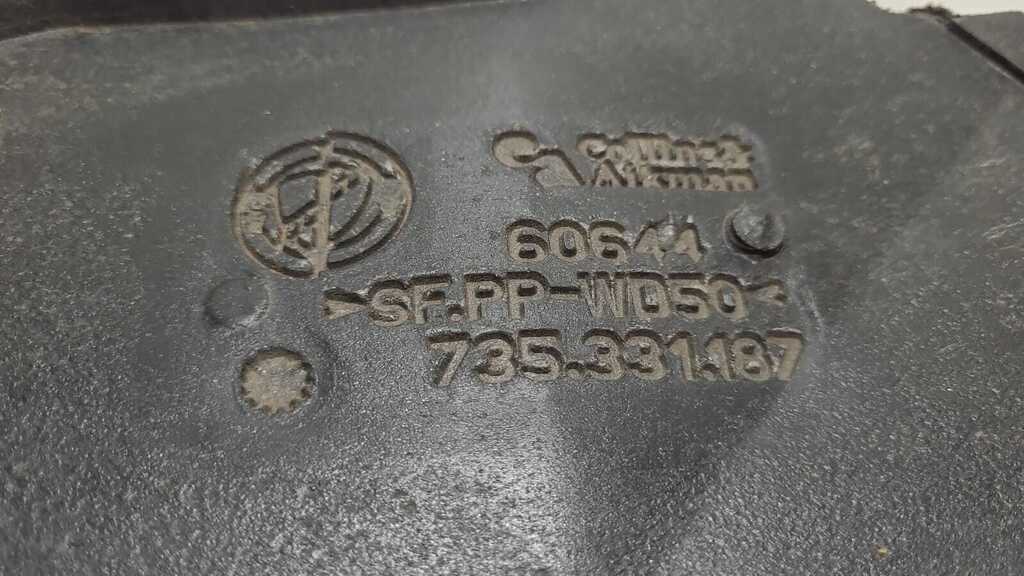 Collins &
Aikman
60644
>SF.PP-WD50<
735.331.187